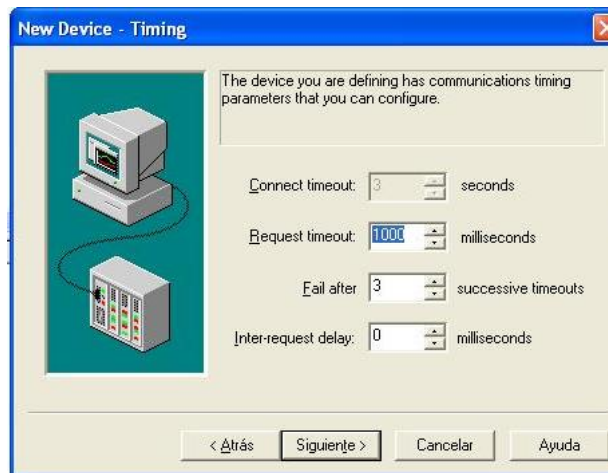 New Device - Timing
The device you are defining has communications timing
parameters that you can configure.
Connect timeout: 3 seconds
Request timeout: 1000 milliseconds
Fail after 3 successive timeouts
Inter-request delay: 0 milliseconds
< Atrás Siguiente > Cancelar Ayuda